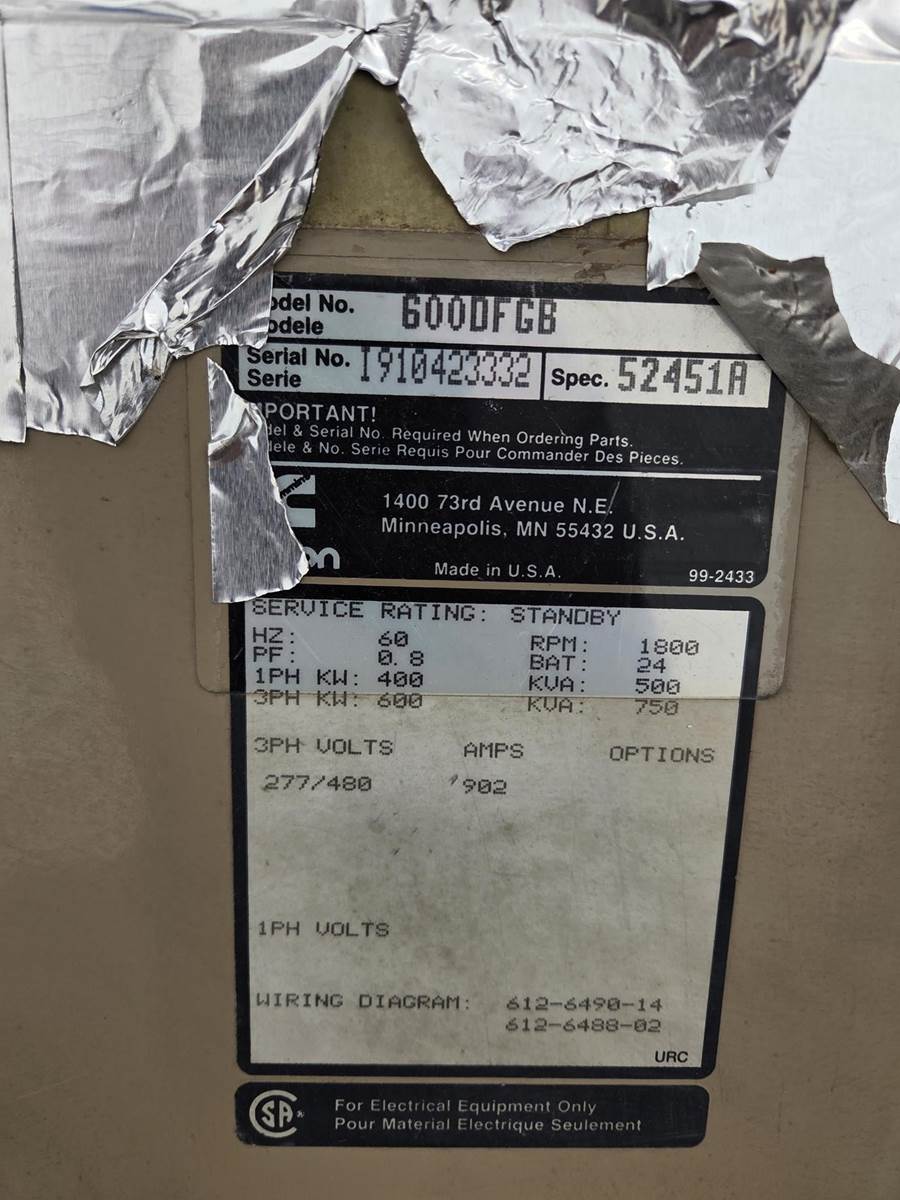 odel No. 600DFGB
odele
Serial No. I910423332 Spec. 52451A
Serie
PORTANT!
del & Serial No. Required When Ordering Parts.
dele & No. Serie Requis Pour Commander Des Pieces.
1400 73rd Avenue N.E.
Minneapolis, MN 55432 U.S.A.
on
Made in U.S.A.
99-2433
SERVICE RATING: STANDBY
HZ: 60 RPM: 1800
PF: 0.8 BAT: 24
1PH KW: 400 KVA: 500
3PH KW: 600 KVA: 750
3PH VOLTS AMPS OPTIONS
277/480 902
1PH VOLTS
WIRING DIAGRAM: 612-6490-14
612-6488-02
URC
SA
For Electrical Equipment Only
Pour Material Electrique Seulement